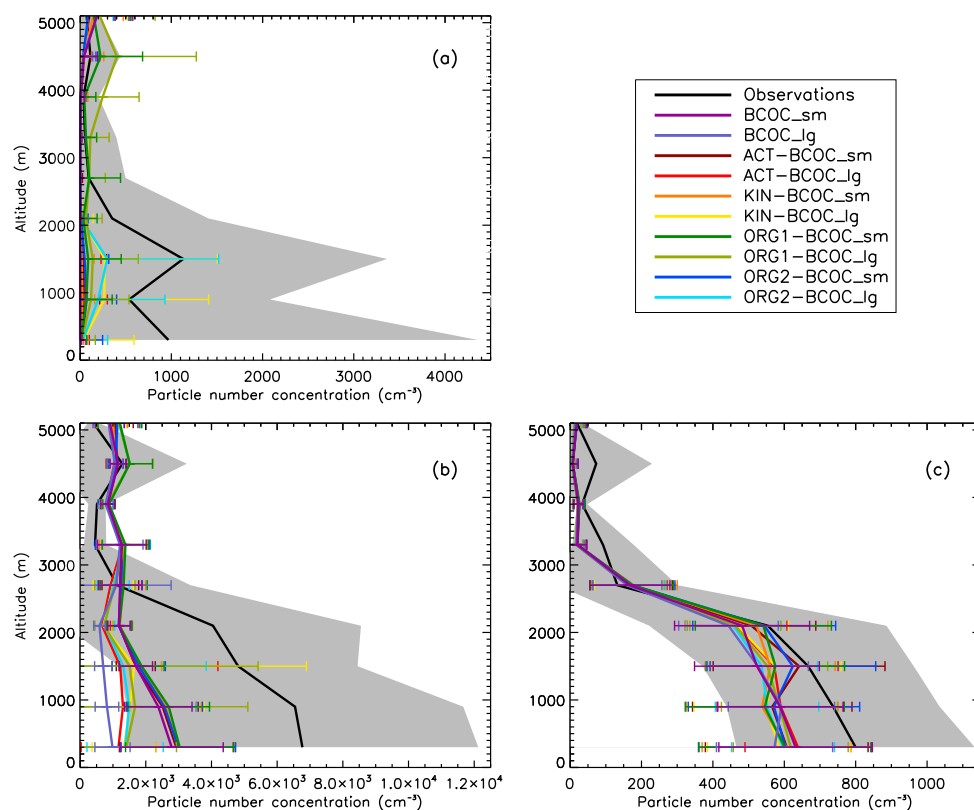 (a)
5000
4000
3000
2000
1000
0
Altitude (m)
0 1000 2000 3000 4000
Particle number concentration (cm⁻³)
Observations
BCOC_sm
BCOC_lg
ACT−BCOC_sm
ACT−BCOC_lg
KIN−BCOC_sm
KIN−BCOC_lg
ORG1−BCOC_sm
ORG1−BCOC_lg
ORG2−BCOC_sm
ORG2−BCOC_lg
(b)
5000
4000
3000
2000
1000
0
Altitude (m)
0 2.0×10³ 4.0×10³ 6.0×10³ 8.0×10³ 1.0×10⁴ 1.2×10⁴
Particle number concentration (cm⁻³)
(c)
5000
4000
3000
2000
1000
0
Altitude (m)
0 200 400 600 800 1000
Particle number concentration (cm⁻³)